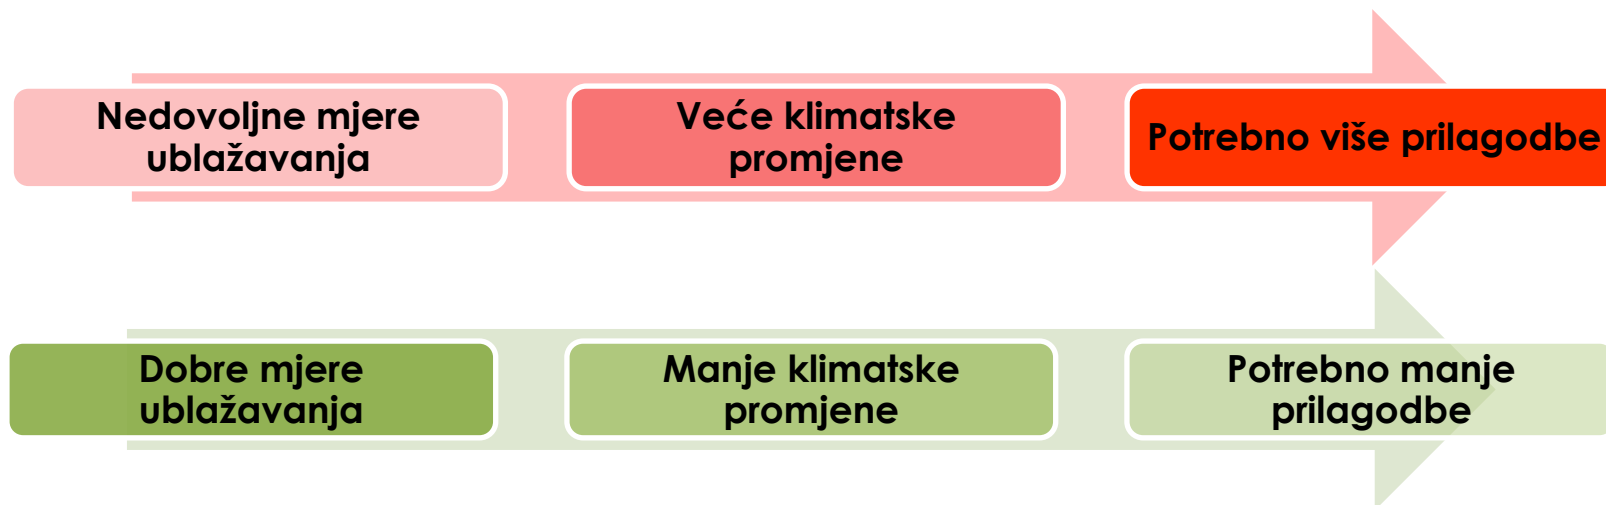 Nedovoljne mjere
ublažavanja
Veće klimatske
promjene
Potrebno više prilagodbe
Dobre mjere
ublažavanja
Manje klimatske
promjene
Potrebno manje
prilagodbe